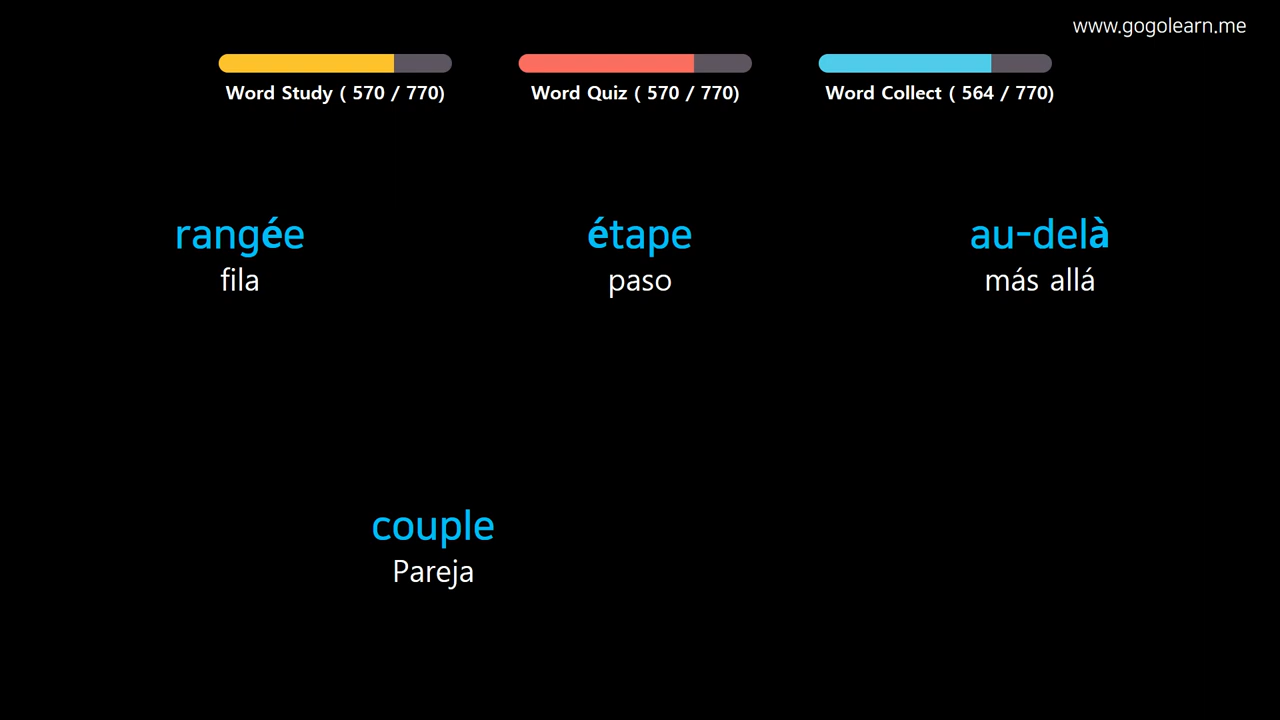 www.gogolearn.me
Word Study ( 570 / 770)
Word Quiz ( 570 / 770)
Word Collect ( 564 / 770)
rangée
fila
étape
paso
au-delà
más allá
couple
Pareja